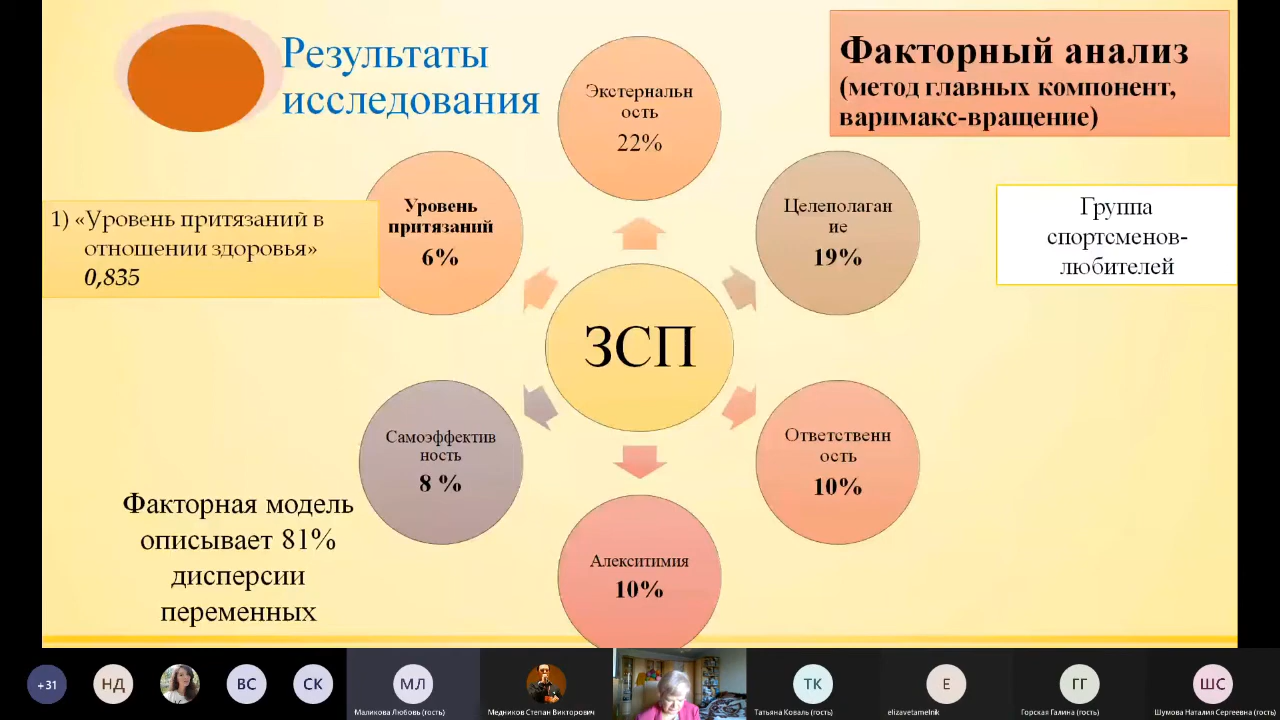 Результаты
исследования
Факторный анализ
(метод главных компонент,
варимакс-вращение)
Экстернальн
ость
22%
Уровень
притязаний
6%
1) «Уровень притязаний в
отношении здоровья»
0,835
Целеполаган
ие
19%
Группа
спортсменов-
любителей
ЗСП
Самоэффектив
ность
8 %
Ответственн
ость
10%
Алекситимия
10%
Факторная модель
описывает 81%
дисперсии
переменных
+31
НД
ВС
СК
МЛ
ТК
Е
ГГ
ШС
Маликова Любовь (гость)
Медников Степан Викторович
Татьяна Коваль (гость)
elizavetamelnik
Горская Галина (гость)
Шумова Наталия Сергеевна (гость)